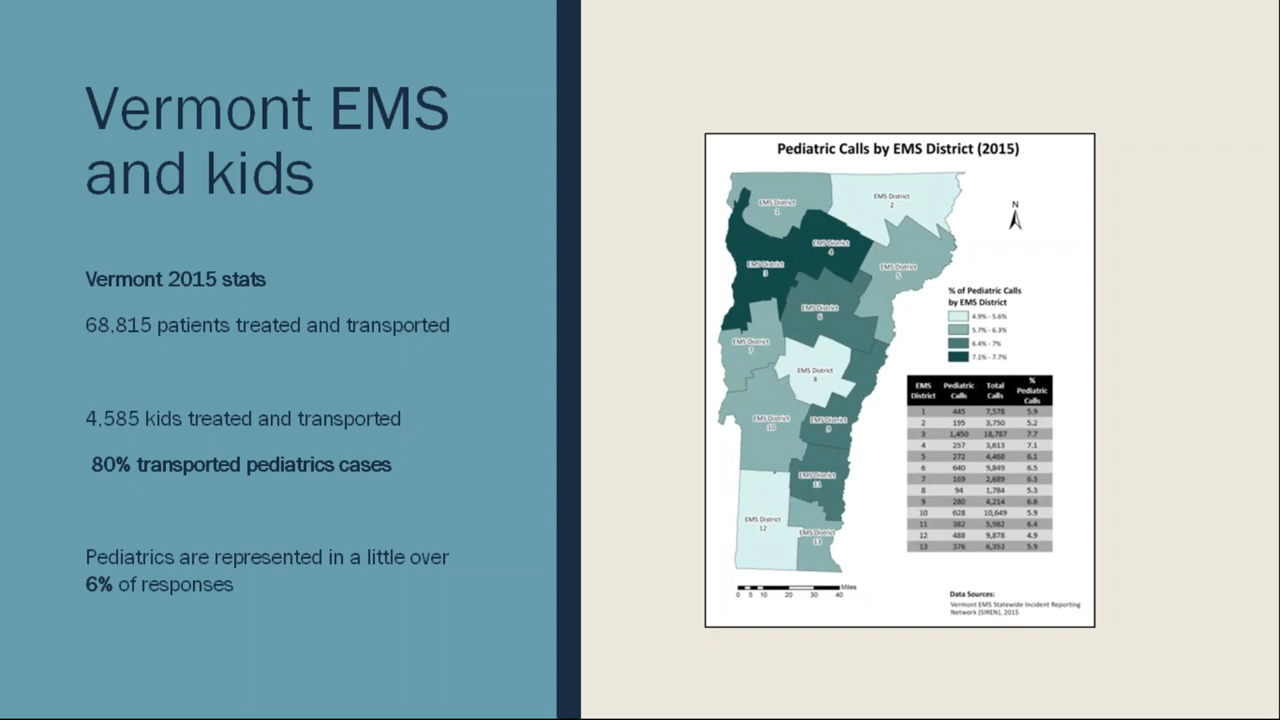 Vermont EMS
and kids
Vermont 2015 stats
68,815 patients treated and transported
4,585 kids treated and transported
80% transported pediatrics cases
Pediatrics are represented in a little over
6% of responses
Pediatric Calls by EMS District (2015)
EMS District
1
EMS District
2
N
EMS District
3
EMS District
4
EMS District
5
EMS District
6
EMS District
7
EMS District
8
EMS District
9
EMS District
10
EMS District
11
EMS District
12
EMS District
13
% of Pediatric Calls
by EMS District
4.9% - 5.6%
5.7% - 6.3%
6.4% - 7%
7.1% - 7.7%
EMS District Pediatric Calls Total Calls % Pediatric Calls
1 445 7,578 5.9
2 195 3,750 5.2
3 1,450 18,787 7.7
4 257 3,613 7.1
5 272 4,468 6.1
6 640 9,849 6.5
7 169 2,689 6.3
8 94 1,784 5.3
9 280 4,214 6.6
10 628 10,649 5.9
11 382 5,982 6.4
12 488 9,878 4.9
13 376 6,353 5.9
Miles
0 5 10 20 30 40
Data Sources:
Vermont EMS Statewide Incident Reporting
Network (SIREN), 2015